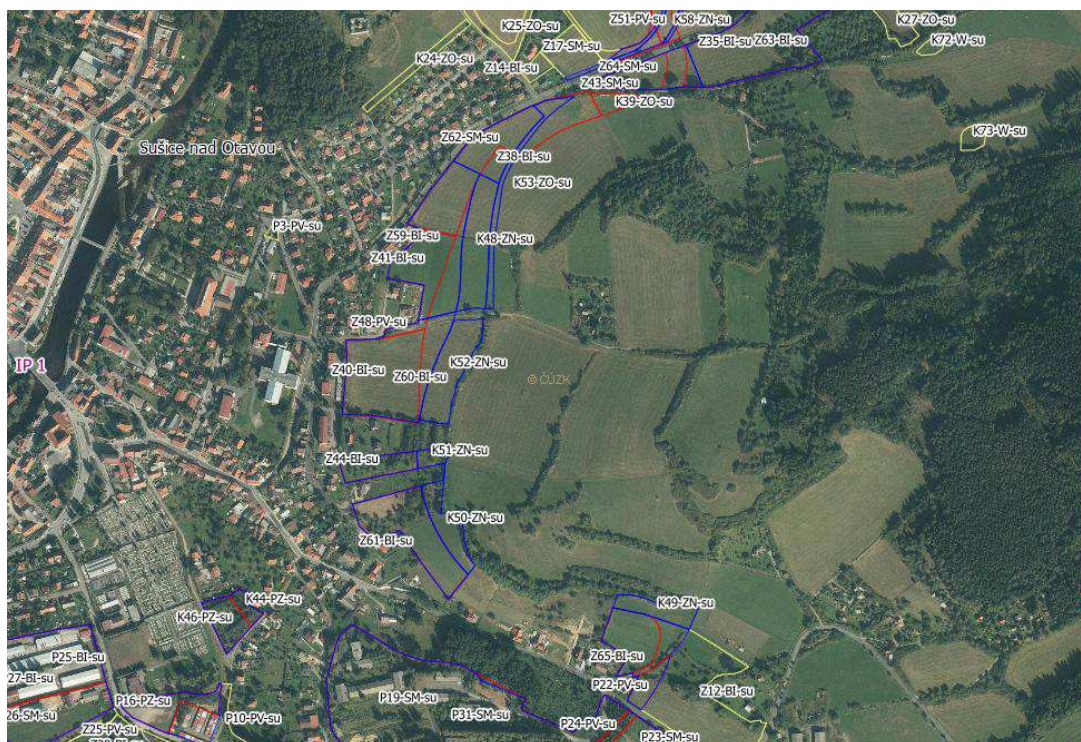 Z51-PV-su
K58-ZN-su
K27-ZO-su
K25-ZO-su
K24-ZO-su
Z17-SM-su
Z35-BI-su
Z63-BI-su
K72-W-su
Z14-BI-su
Z64-SM-su
Z43-SM-su
K39-ZO-su
Z62-SM-su
K73-W-su
Sušice nad Otavou
Z38-BI-su
K53-ZO-su
P3-PV-su
Z59-BI-su
K48-ZN-su
Z41-BI-su
Z48-PV-su
IP 1
Z40-BI-su
Z60-BI-su
K52-ZN-su
© ČÚZK
Z44-BI-su
K51-ZN-su
K50-ZN-su
Z61-BI-su
K44-PZ-su
K46-PZ-su
K49-ZN-su
P25-BI-su
Z65-BI-su
27-BI-su
P22-PV-su
P16-PZ-su
P19-SM-su
Z12-BI-su
26-SM-su
P10-PV-su
P31-SM-su
P24-PV-su
Z25-PV-su
P23-SM-su